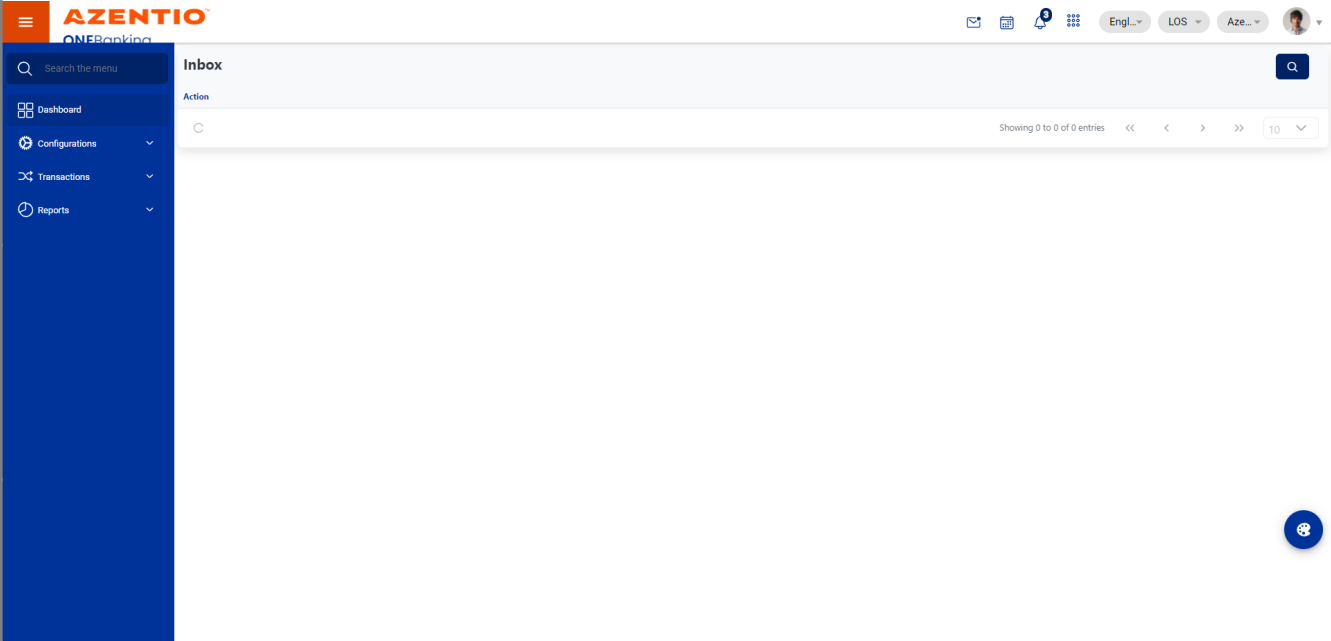 AZENTIO™
ONEBanking
3
Engl...
LOS
Aze...
Search the menu
Dashboard
Configurations
Transactions
Reports
Inbox
Action
Showing 0 to 0 of 0 entries
10